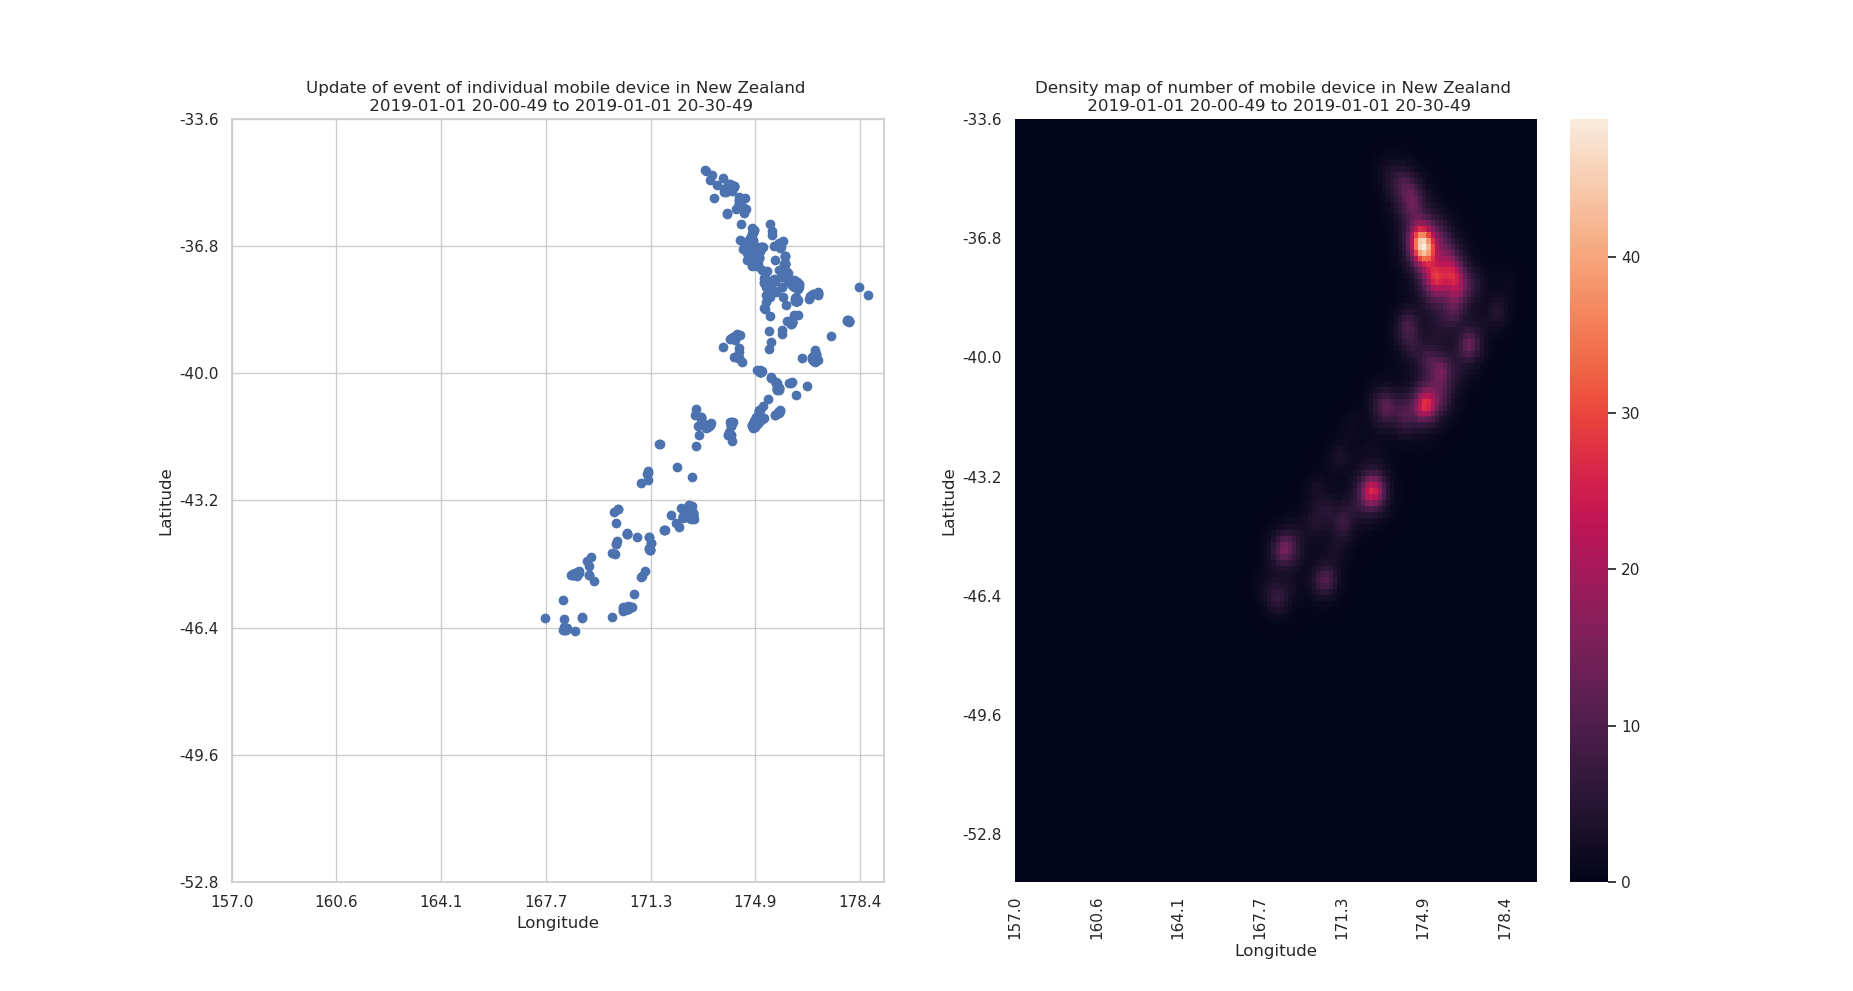 Update of event of individual mobile device in New Zealand
2019-01-01 20-00-49 to 2019-01-01 20-30-49
-33.6
-36.8
-40.0
-43.2
-46.4
-49.6
-52.8
Latitude
157.0 160.6 164.1 167.7 171.3 174.9 178.4
Longitude
Density map of number of mobile device in New Zealand
2019-01-01 20-00-49 to 2019-01-01 20-30-49
-33.6
-36.8
-40.0
-43.2
-46.4
-49.6
-52.8
Latitude
157.0 160.6 164.1 167.7 171.3 174.9 178.4
Longitude
40
30
20
10
0